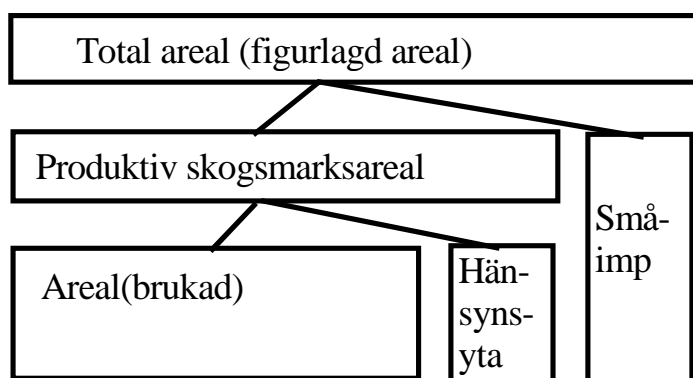 Total areal (figurlagd areal)
Produktiv skogsmarksareal
Små-
imp
Areal(brukad)
Hän-
syns-
yta